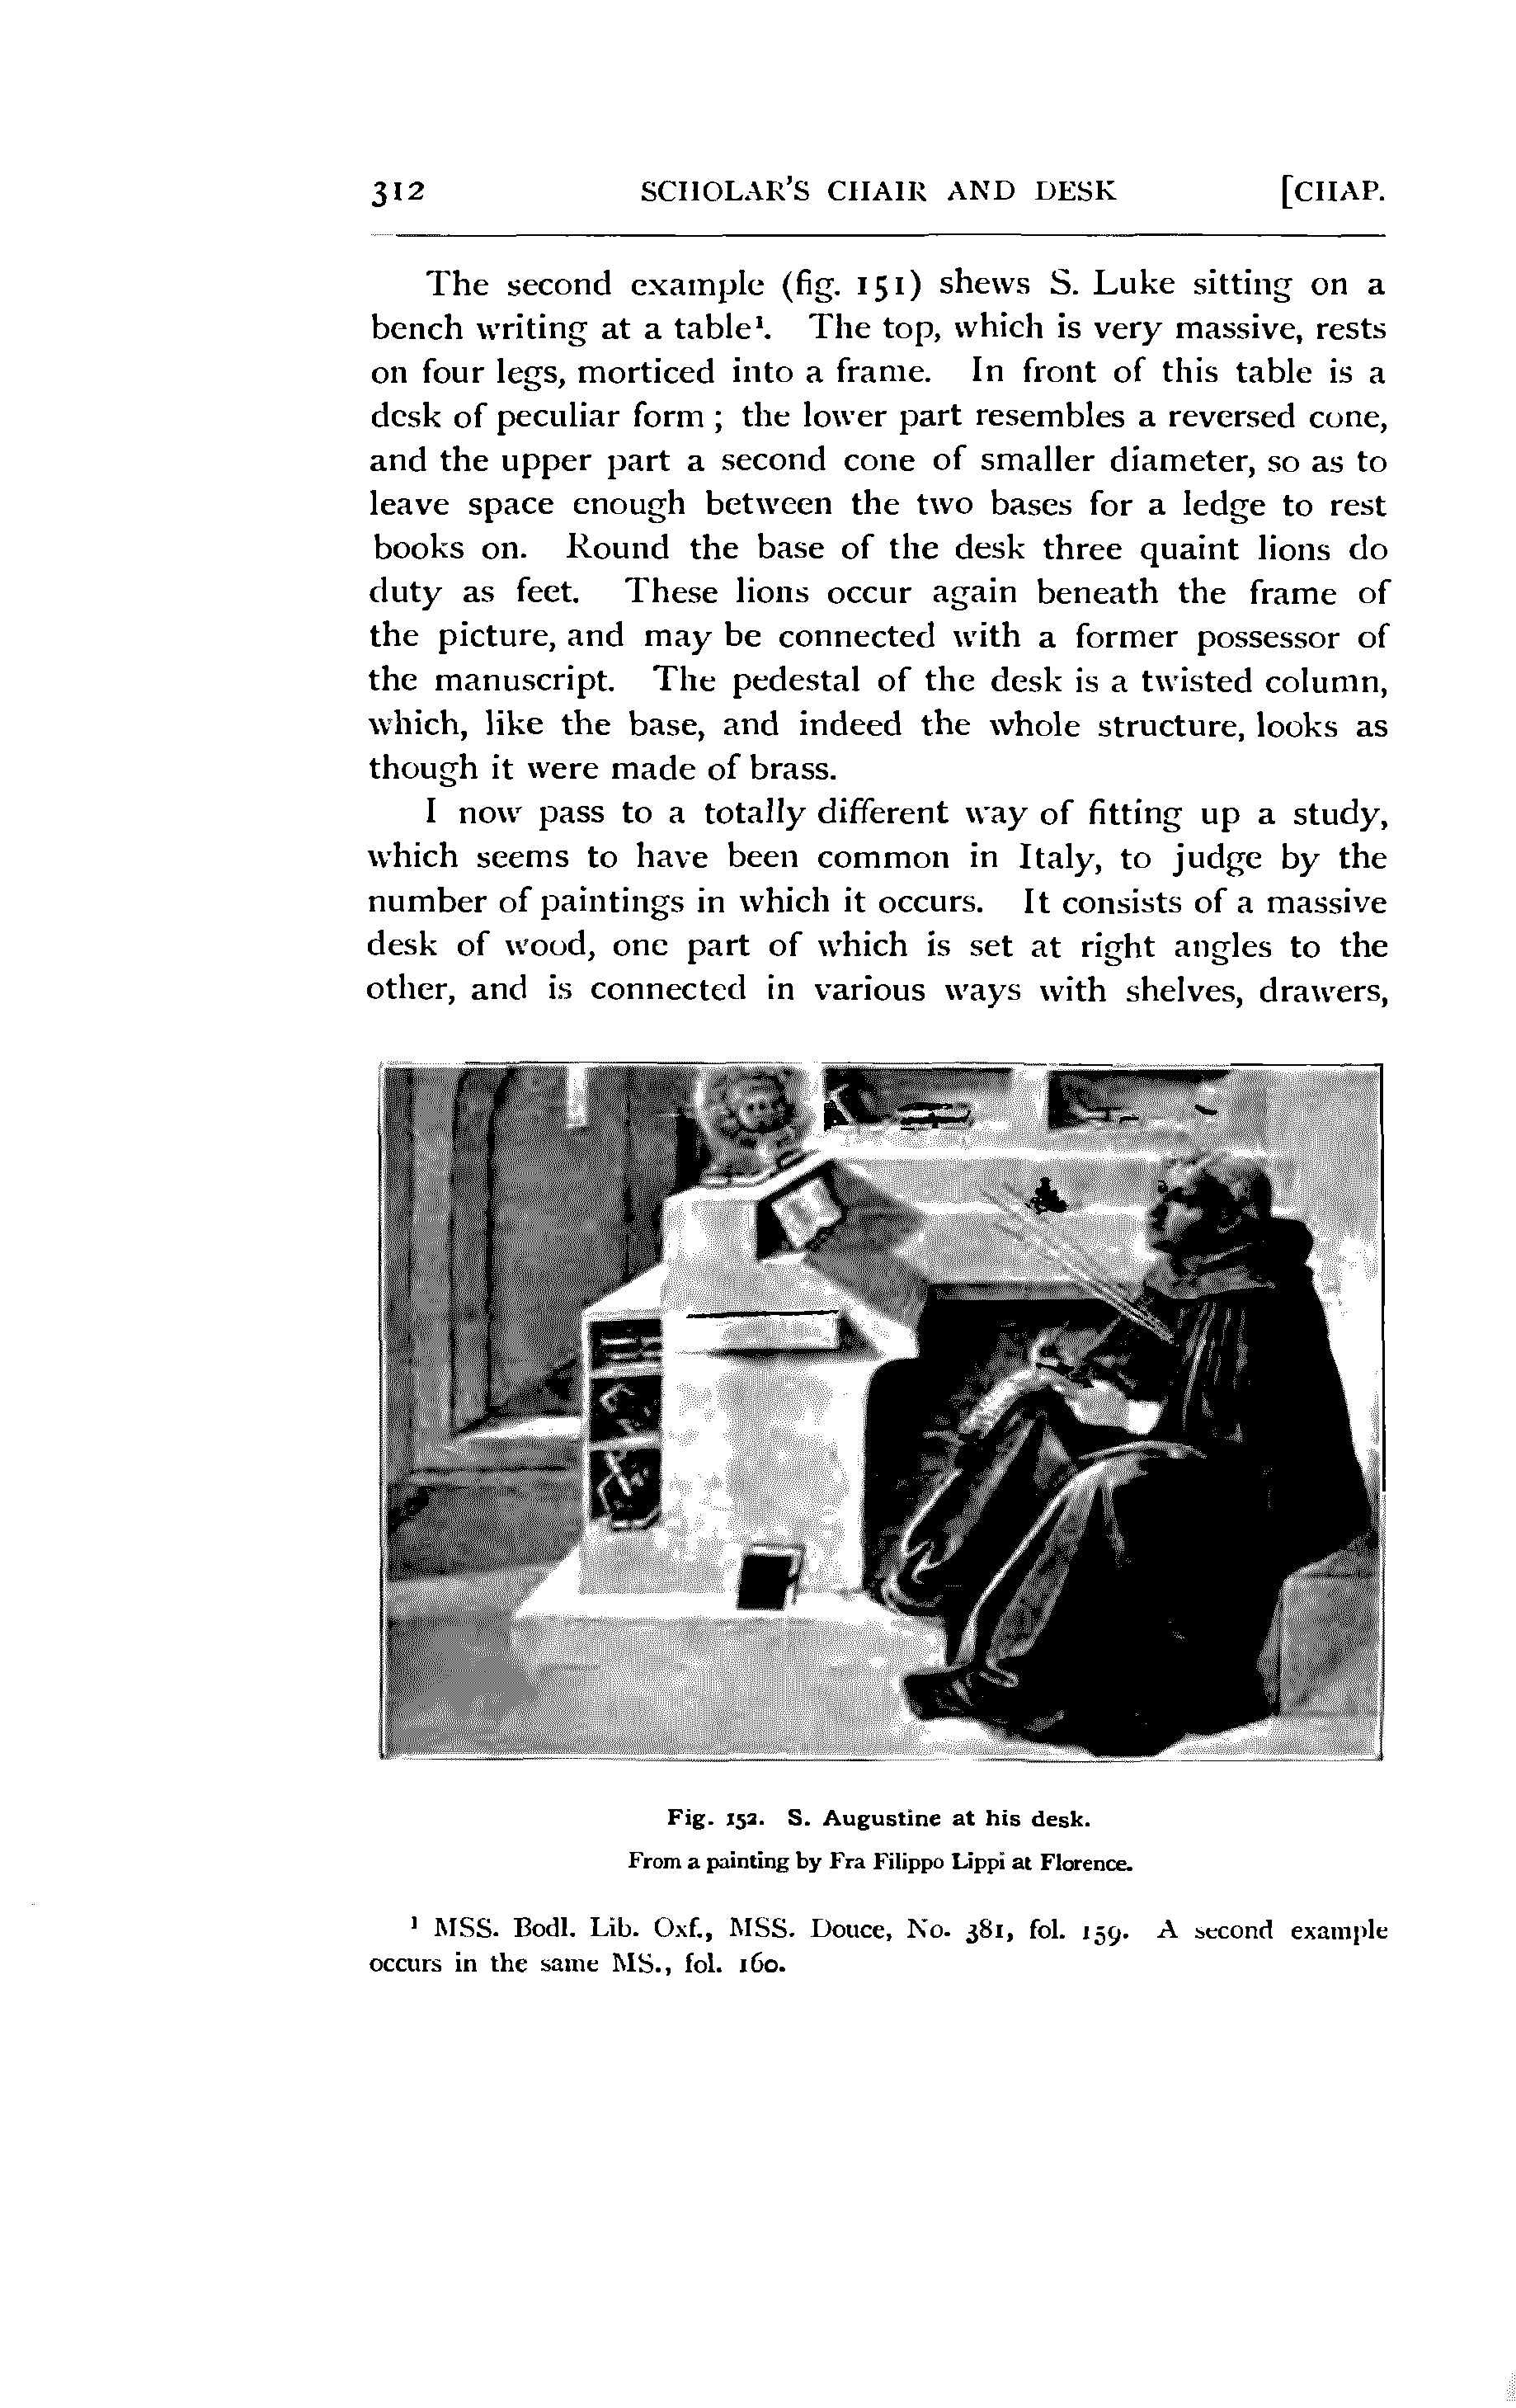 312 SCHOLAR'S CHAIR AND DESK [CHAP.
The second example (fig. 151) shews S. Luke sitting on a
bench writing at a table¹. The top, which is very massive, rests
on four legs, morticed into a frame. In front of this table is a
desk of peculiar form ; the lower part resembles a reversed cone,
and the upper part a second cone of smaller diameter, so as to
leave space enough between the two bases for a ledge to rest
books on. Round the base of the desk three quaint lions do
duty as feet. These lions occur again beneath the frame of
the picture, and may be connected with a former possessor of
the manuscript. The pedestal of the desk is a twisted column,
which, like the base, and indeed the whole structure, looks as
though it were made of brass.
I now pass to a totally different way of fitting up a study,
which seems to have been common in Italy, to judge by the
number of paintings in which it occurs. It consists of a massive
desk of wood, one part of which is set at right angles to the
other, and is connected in various ways with shelves, drawers,
Fig. 152. S. Augustine at his desk.
From a painting by Fra Filippo Lippi at Florence.
¹ MSS. Bodl. Lib. Oxf., MSS. Douce, No. 381, fol. 159. A second example
occurs in the same MS., fol. 160.